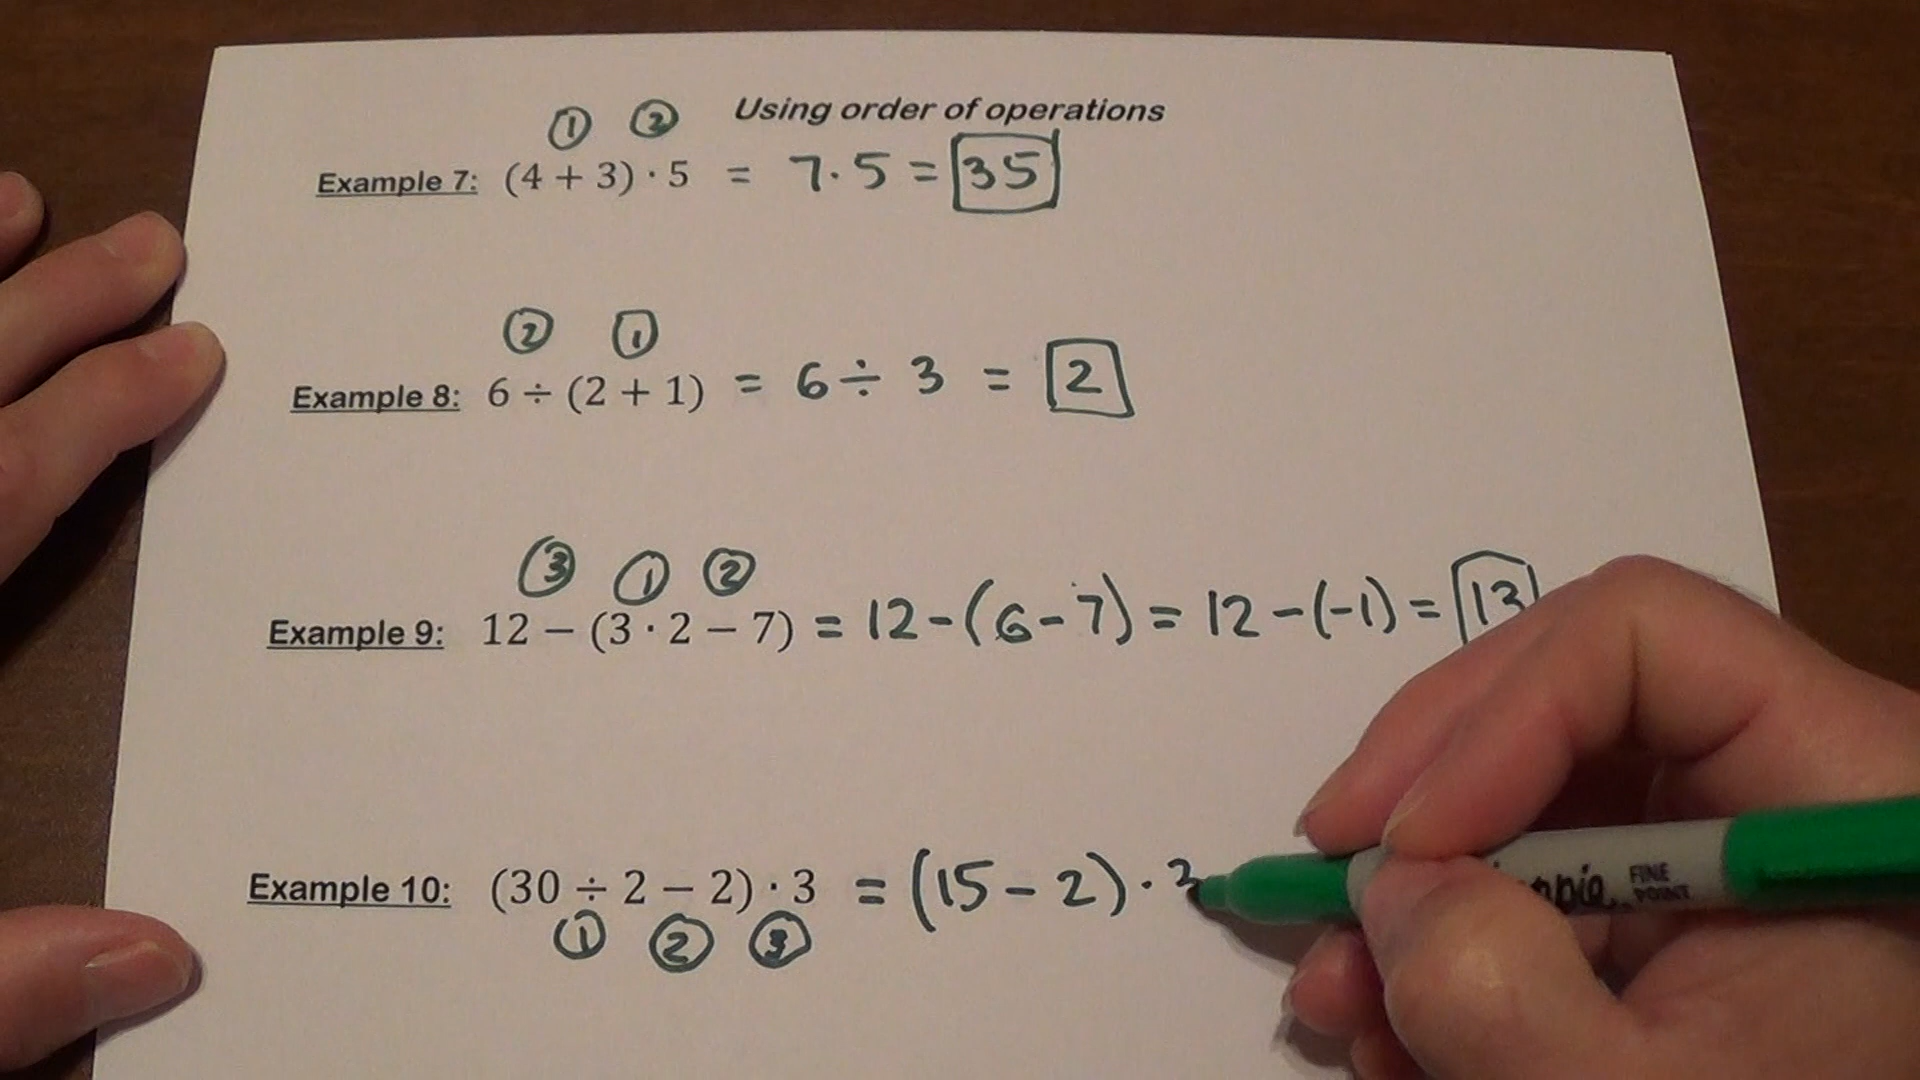 ① ② Using order of operations
Example 7: (4 + 3) · 5 = 7 · 5 = 35
② ①
Example 8: 6 ÷ (2 + 1) = 6 ÷ 3 = 2
③ ① ②
Example 9: 12 − (3 · 2 − 7) = 12 - (6 - 7) = 12 - (-1) = 13
Example 10: (30 ÷ 2 − 2) · 3 = (15 - 2) · 3
① ② ③
FINE
POINT